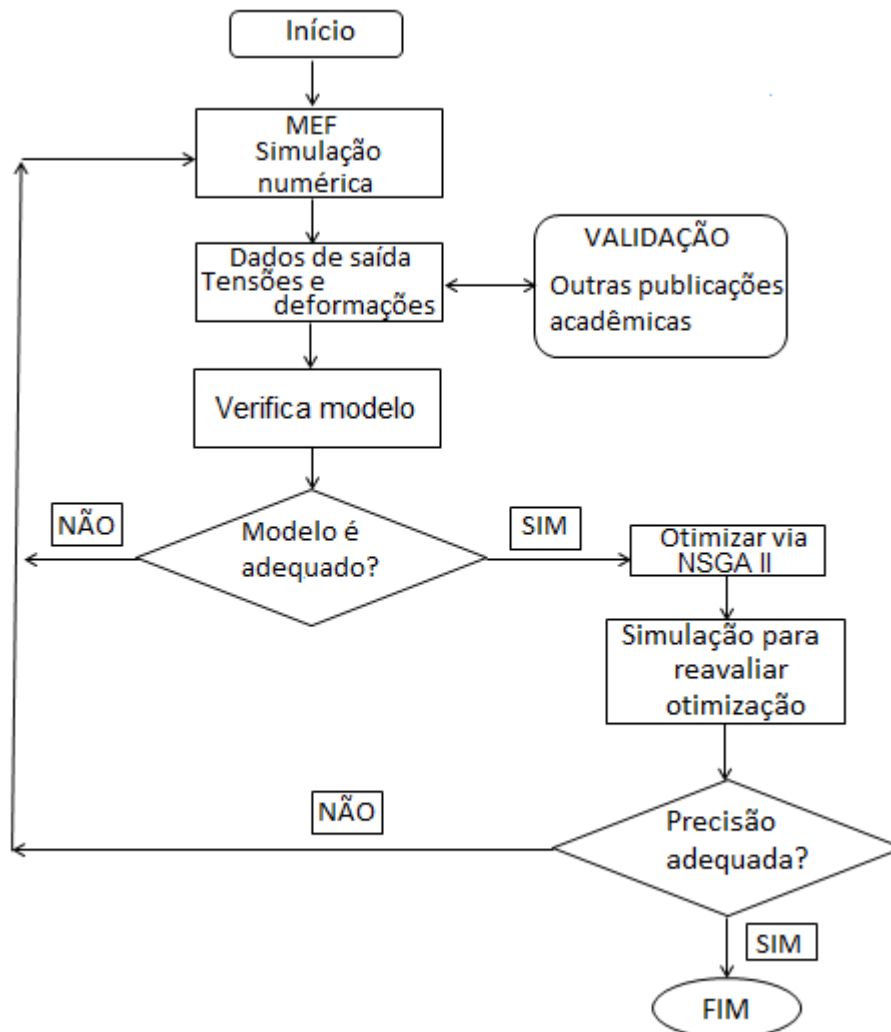 Início
MEF
Simulação
numérica
Dados de saída
Tensões e
deformações
VALIDAÇÃO
Outras publicações
acadêmicas
Verifica modelo
NÃO
Modelo é
adequado?
SIM
Otimizar via
NSGA II
Simulação para
reavaliar
otimização
NÃO
Precisão
adequada?
SIM
FIM